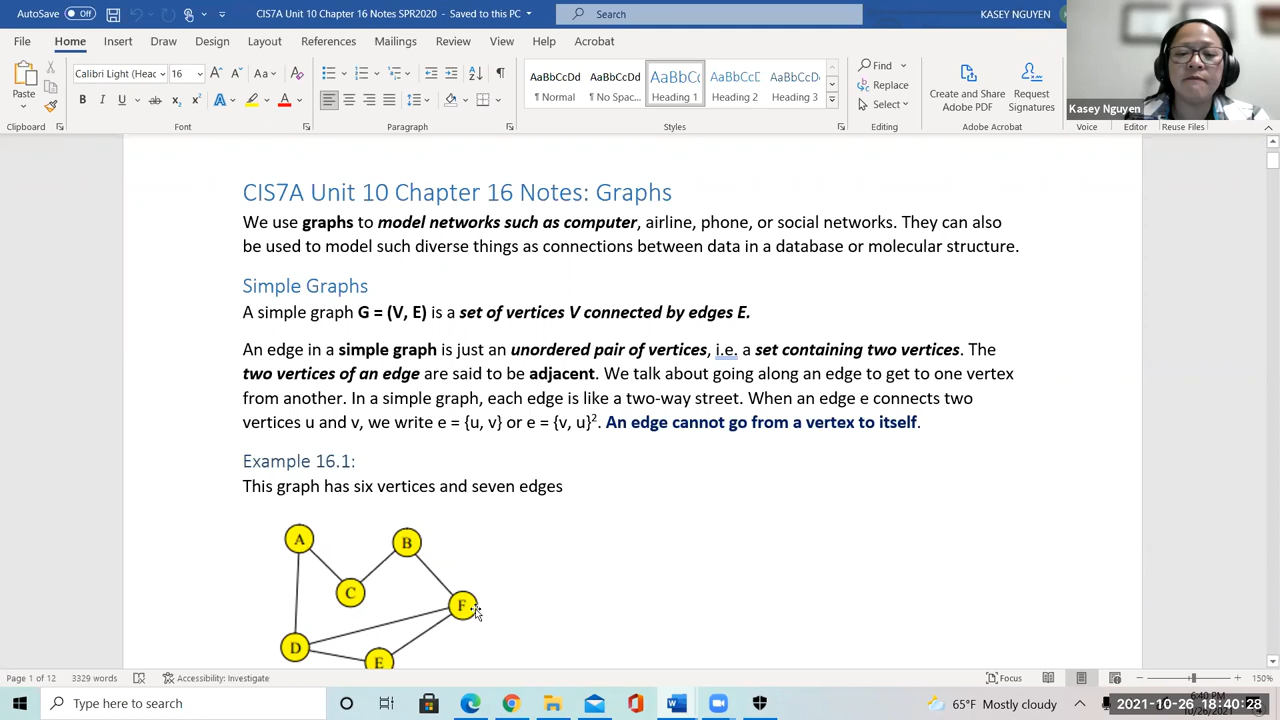 AutoSave Off
CIS7A Unit 10 Chapter 16 Notes SPR2020 - Saved to this PC
Search
KASEY NGUYEN
File Home Insert Draw Design Layout References Mailings Review View Help Acrobat
Paste
Clipboard
Calibri Light (Headc 16
Font
Paragraph
AaBbCcDd AaBbCcDd AaBbCc AaBbCcD AaBbCcD
¶ Normal ¶ No Spac... Heading 1 Heading 2 Heading 3
Styles
Find
Replace
Select
Editing
Create and Share
Adobe PDF
Request
Signatures
Adobe Acrobat
Voice
Editor
Reuse Files
Kasey Nguyen
CIS7A Unit 10 Chapter 16 Notes: Graphs
We use graphs to model networks such as computer, airline, phone, or social networks. They can also
be used to model such diverse things as connections between data in a database or molecular structure.
Simple Graphs
A simple graph G = (V, E) is a set of vertices V connected by edges E.
An edge in a simple graph is just an unordered pair of vertices, i.e. a set containing two vertices. The
two vertices of an edge are said to be adjacent. We talk about going along an edge to get to one vertex
from another. In a simple graph, each edge is like a two-way street. When an edge e connects two
vertices u and v, we write e = {u, v} or e = {v, u}². An edge cannot go from a vertex to itself.
Example 16.1:
This graph has six vertices and seven edges
A
B
C
F
D
E
Page 1 of 12 3329 words Accessibility: Investigate
Focus
150%
Type here to search
65°F Mostly cloudy
6:40 PM
2021-10-26 18:40:28